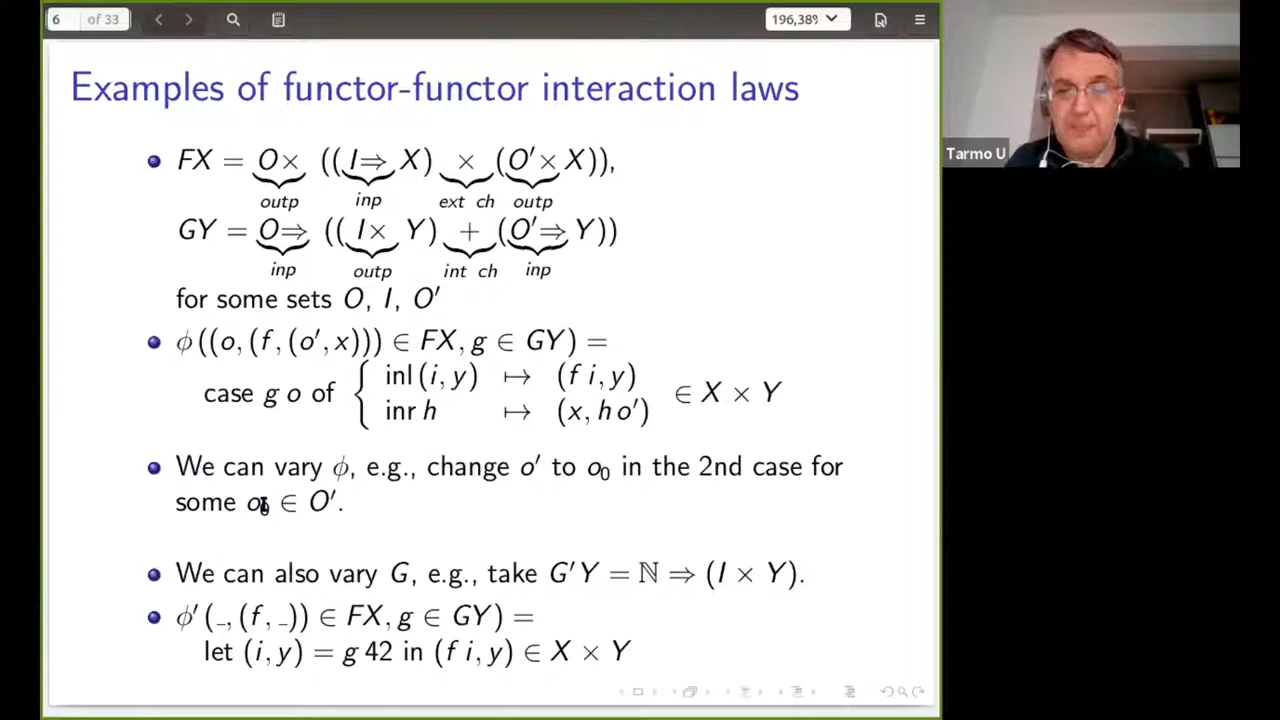 6 of 33
196,38%
Examples of functor-functor interaction laws
FX = O× ((I⇒ X) × (O′× X)),
outp inp ext ch outp
GY = O⇒ ((I× Y) + (O′⇒ Y))
inp outp int ch inp
for some sets O, I, O′
ϕ((o, (f, (o′, x))) ∈ FX, g ∈ GY) =
case g o of { inl (i, y) ↦ (f i, y)
inr h ↦ (x, h o′) ∈ X × Y
We can vary ϕ, e.g., change o′ to o₀ in the 2nd case for
some o₀ ∈ O′.
We can also vary G, e.g., take G′Y = ℕ ⇒ (I × Y).
ϕ′(_, (f, _)) ∈ FX, g ∈ GY) =
let (i, y) = g 42 in (f i, y) ∈ X × Y
Tarmo U